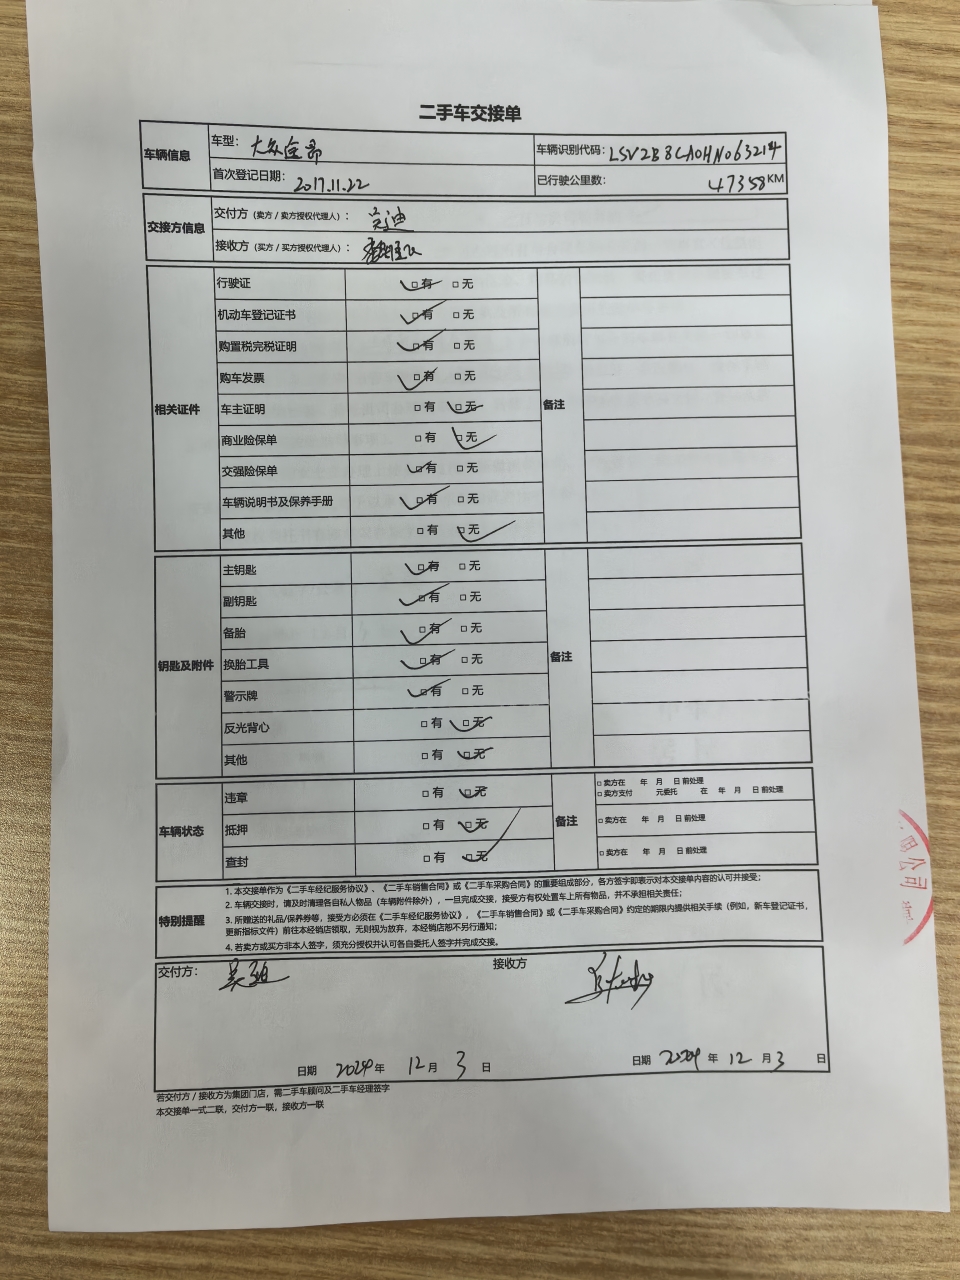 二手车交接单
车辆信息
车型： 大众途昂
车辆识别代码：LSV2B8CA0HN063214
首次登记日期：2017.11.22
已行驶公里数： 47358KM
交接方信息
交付方（卖方 / 卖方授权代理人）：吴迪
接收方（买方 / 买方授权代理人）：
相关证件
行驶证 □有 □无
机动车登记证书 □有 □无
购置税完税证明 □有 □无
购车发票 □有 □无
车主证明 □有 □无
商业险保单 □有 □无
交强险保单 □有 □无
车辆说明书及保养手册 □有 □无
其他 □有 □无
备注
钥匙及附件
主钥匙 □有 □无
副钥匙 □有 □无
备胎 □有 □无
换胎工具 □有 □无
警示牌 □有 □无
反光背心 □有 □无
其他 □有 □无
备注
车辆状态
违章 □有 □无
抵押 □有 □无
查封 □有 □无
备注
□ 卖方在 年 月 日 前处理
□ 卖方支付 元委托 在 年 月 日 前处理
□ 卖方在 年 月 日 前处理
□ 卖方在 年 月 日 前处理
特别提醒
1. 本交接单作为《二手车经纪服务协议》、《二手车销售合同》或《二手车采购合同》的重要组成部分，各方签字即表示对本交接单内容的认可并接受；
2. 车辆交接时，请及时清理各自私人物品（车辆附件除外），一旦完成交接，接受方有权处置车上所有物品，并不承担相关责任；
3. 所赠送的礼品/保养券等，接受方必须在《二手车经纪服务协议》，《二手车销售合同》或《二手车采购合同》约定的期限内提供相关手续（例如，新车登记证书，
更新指标文件）前往本经销店领取，无则视为放弃，本经销店恕不另行通知；
4. 若卖方或买方非本人签字，须充分授权并认可各自委托人签字并完成交接。
交付方： 吴迪
接收方
日期 2024 年 12 月 3 日
日期 2024 年 12 月 3 日
若交付方 / 接收方为集团门店，需二手车顾问及二手车经理签字
本交接单一式二联，交付方一联，接收方一联
公司